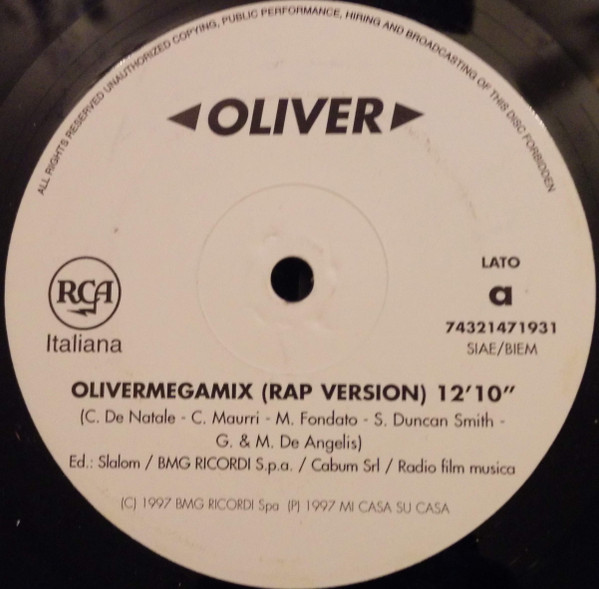 ALL RIGHTS RESERVED UNAUTHORIZED COPYING, PUBLIC PERFORMANCE, HIRING AND BROADCASTING OF THIS DISC FORBIDDEN
OLIVER
RCA
Italiana
LATO
a
74321471931
SIAE/BIEM
OLIVERMEGAMIX (RAP VERSION) 12'10"
(C. De Natale - C. Maurri - M. Fondato - S. Duncan Smith -
G. & M. De Angelis)
Ed.: Slalom / BMG RICORDI S.p.a. / Cabum Srl / Radio film musica
(C) 1997 BMG RICORDI Spa (P) 1997 MI CASA SU CASA